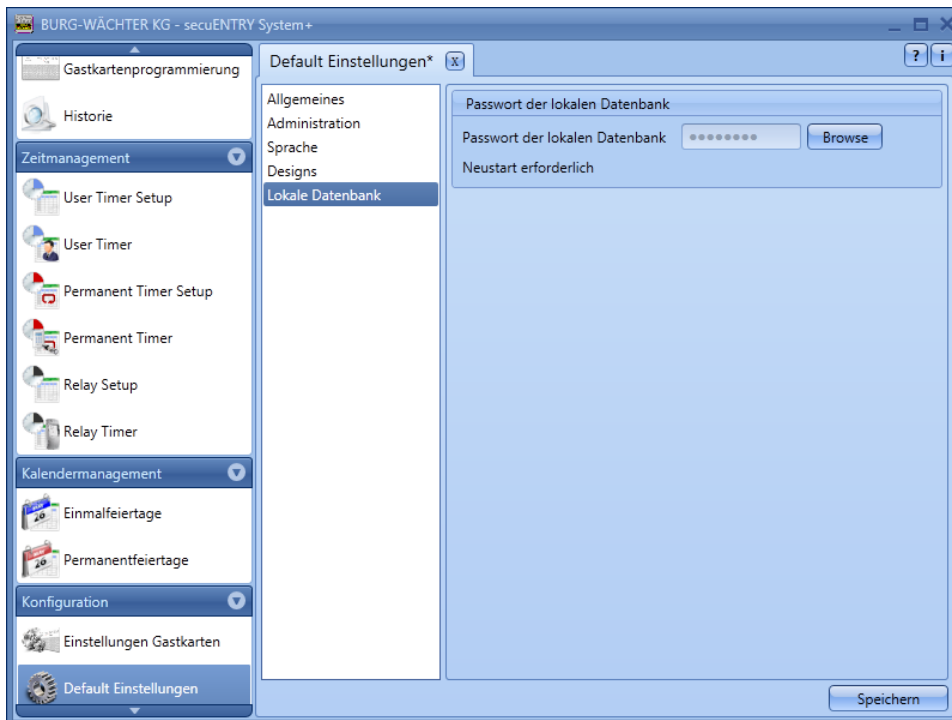 BURG-WÄCHTER KG - secuENTRY System+
Gastkartenprogrammierung
Historie
Zeitmanagement
User Timer Setup
User Timer
Permanent Timer Setup
Permanent Timer
Relay Setup
Relay Timer
Kalendermanagement
Einmalfeiertage
Permanentfeiertage
Konfiguration
Einstellungen Gastkarten
Default Einstellungen
Default Einstellungen* x
? i
Allgemeines
Administration
Sprache
Designs
Lokale Datenbank
Passwort der lokalen Datenbank
Passwort der lokalen Datenbank Browse
Neustart erforderlich
Speichern